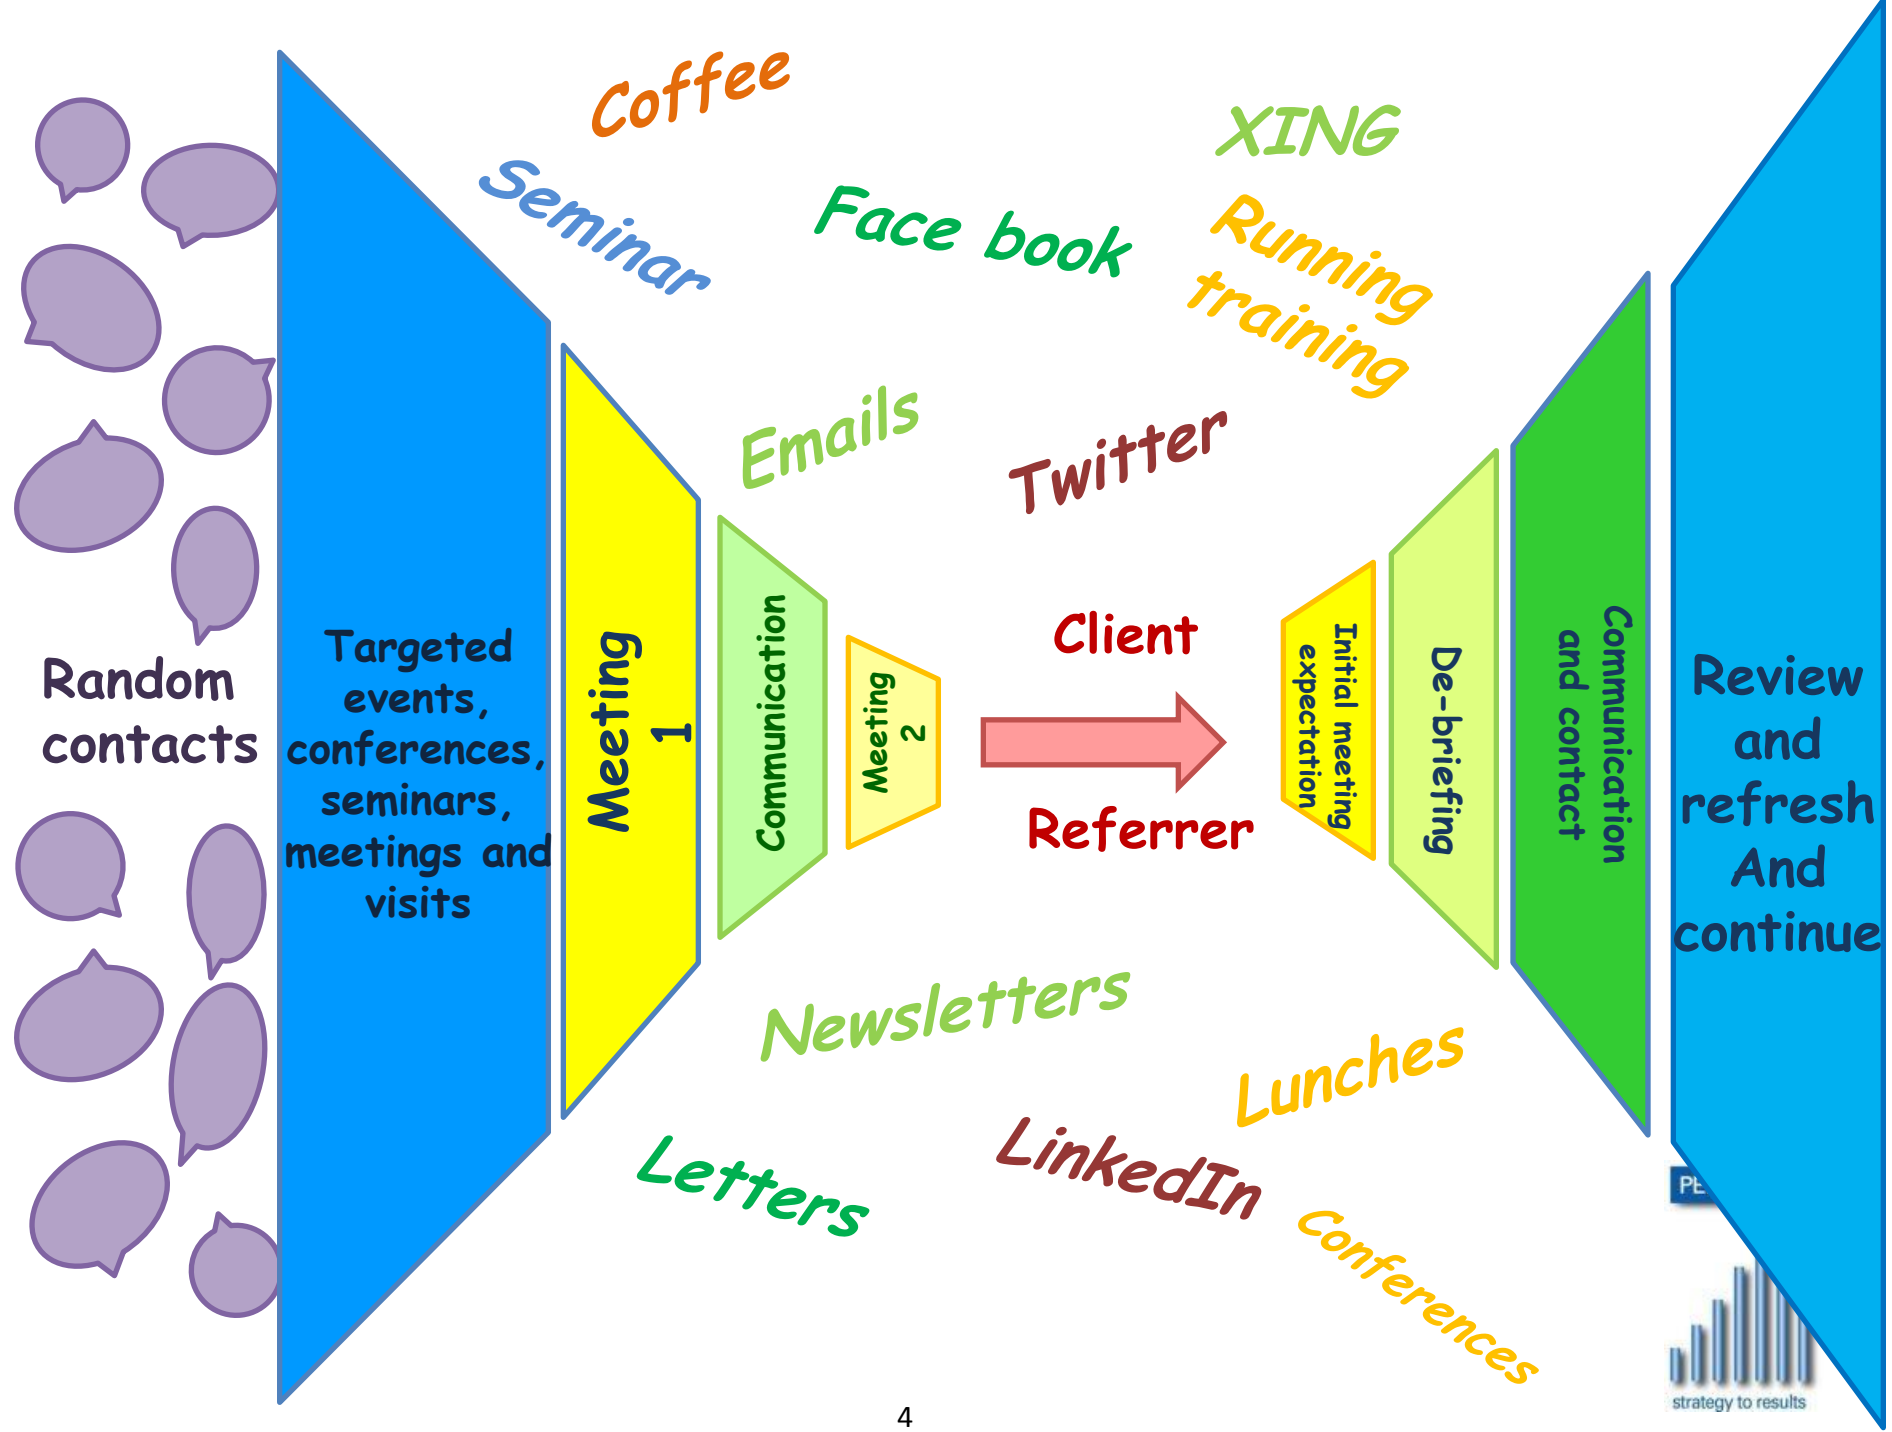 Coffee
Seminar
Face book
XING
Running
training
Emails
Twitter
Random
contacts
Targeted
events,
conferences,
seminars,
meetings and
visits
Meeting
1
Communication
Meeting
2
Client
Referrer
Initial meeting
expectation
De-briefing
Communication
and contact
Review
and
refresh
And
continue
Newsletters
Lunches
Letters
LinkedIn
Conferences
PE
strategy to results
4